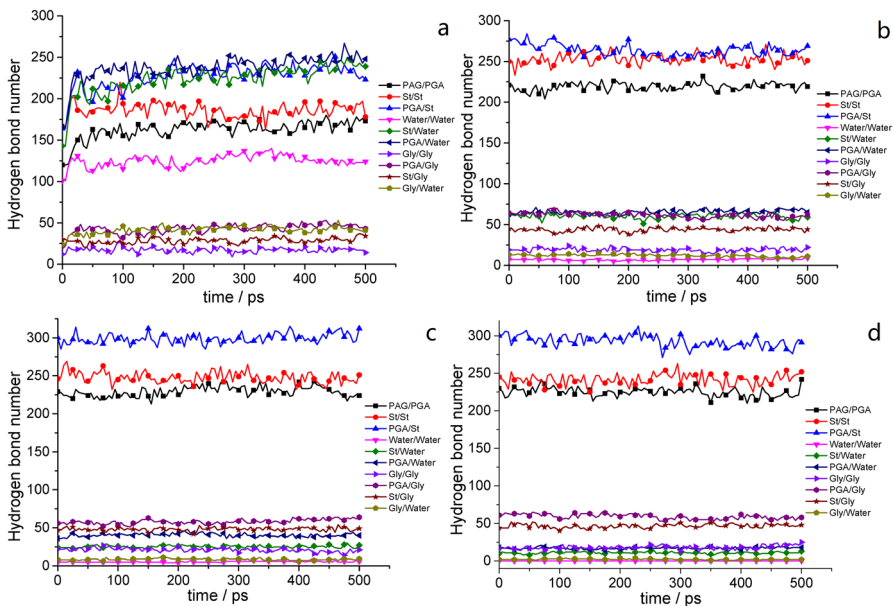 a
Hydrogen bond number
300
250
200
150
100
50
0
0 100 200 300 400 500
time / ps
PAG/PGA
St/St
PGA/St
Water/Water
St/Water
PGA/Water
Gly/Gly
PGA/Gly
St/Gly
Gly/Water
b
Hydrogen bond number
300
250
200
150
100
50
0
0 100 200 300 400 500
time / ps
PAG/PGA
St/St
PGA/St
Water/Water
St/Water
PGA/Water
Gly/Gly
PGA/Gly
St/Gly
Gly/Water
c
Hydrogen bond number
300
250
200
150
100
50
0
0 100 200 300 400 500
time / ps
PAG/PGA
St/St
PGA/St
Water/Water
St/Water
PGA/Water
Gly/Gly
PGA/Gly
St/Gly
Gly/Water
d
Hydrogen bond number
300
250
200
150
100
50
0
0 100 200 300 400 500
time / ps
PAG/PGA
St/St
PGA/St
Water/Water
St/Water
PGA/Water
Gly/Gly
PGA/Gly
St/Gly
Gly/Water